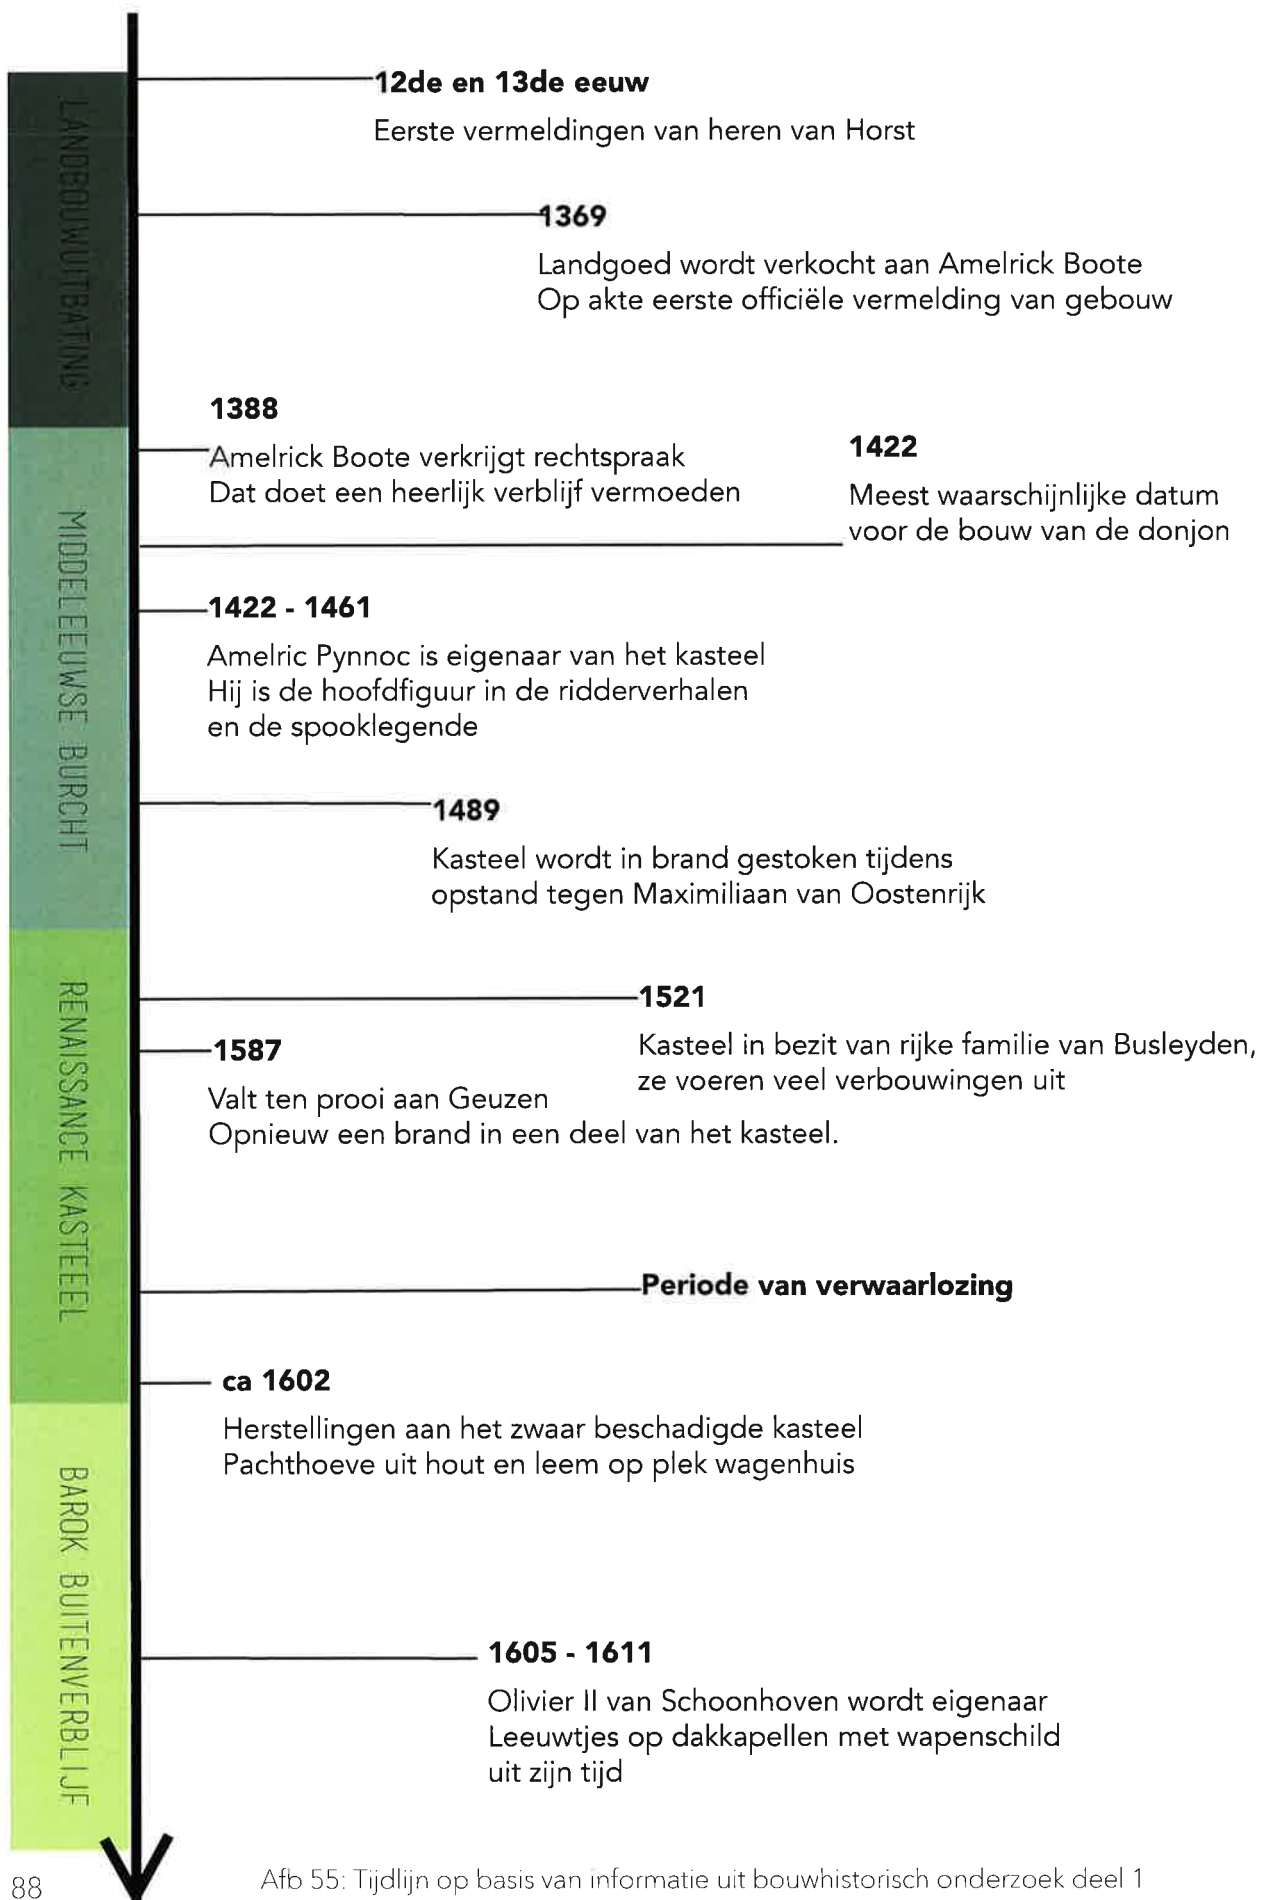 12de en 13de eeuw
Eerste vermeldingen van heren van Horst
1369
Landgoed wordt verkocht aan Amelrick Boote
Op akte eerste officiële vermelding van gebouw
LANDBOUWUITBATING
1388
Amelrick Boote verkrijgt rechtspraak
Dat doet een heerlijk verblijf vermoeden
1422
Meest waarschijnlijke datum
voor de bouw van de donjon
1422 - 1461
Amelric Pynnoc is eigenaar van het kasteel
Hij is de hoofdfiguur in de ridderverhalen
en de spooklegende
1489
Kasteel wordt in brand gestoken tijdens
opstand tegen Maximiliaan van Oostenrijk
MIDDELEEUWSE BURCHT
1521
Kasteel in bezit van rijke familie van Busleyden,
ze voeren veel verbouwingen uit
1587
Valt ten prooi aan Geuzen
Opnieuw een brand in een deel van het kasteel.
Periode van verwaarlozing
RENAISSANCE KASTEEEL
ca 1602
Herstellingen aan het zwaar beschadigde kasteel
Pachthoeve uit hout en leem op plek wagenhuis
1605 - 1611
Olivier II van Schoonhoven wordt eigenaar
Leeuwtjes op dakkapellen met wapenschild
uit zijn tijd
BAROK BUITENVERBLIJF
88
Afb 55: Tijdlijn op basis van informatie uit bouwhistorisch onderzoek deel 1